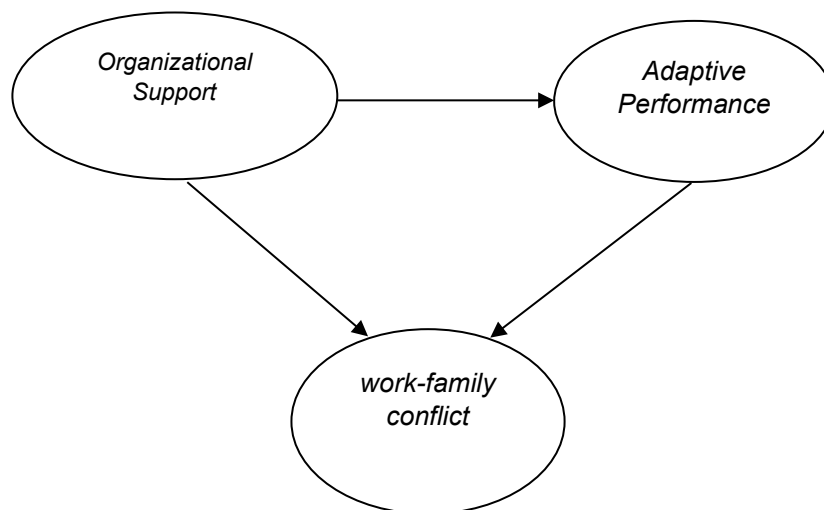 Organizational
Support
Adaptive
Performance
work-family
conflict